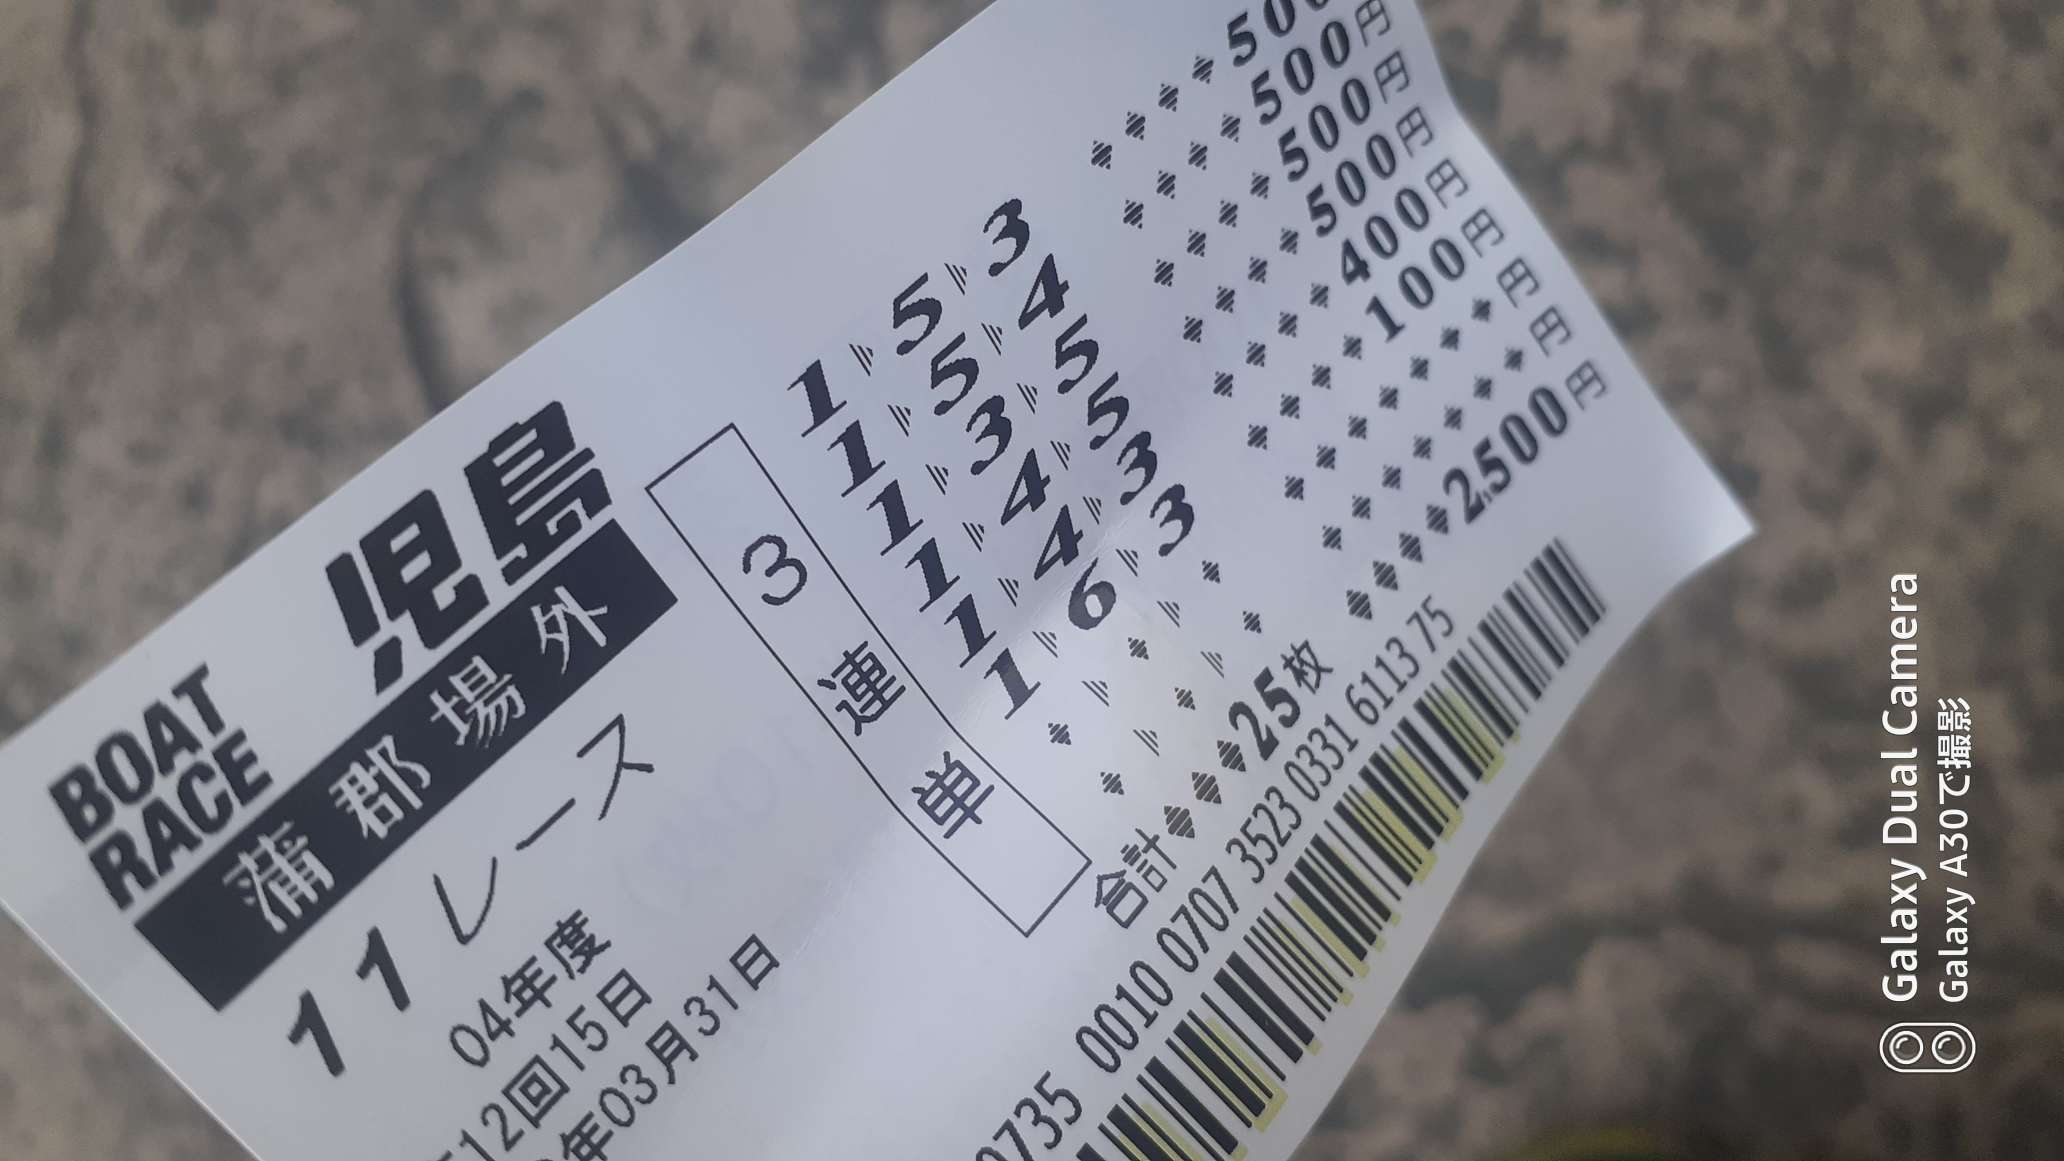 BOAT RACE 児島
蒲郡場外
11レース
04年度
12回15日
年03月31日
3連単
1 5 3 500
1 5 4 500円
1 3 5 500円
1 4 5 500円
1 4 3 400円
1 6 3 100円
円
円
合計 25枚 2,500円
0735 0010 0707 3523 0331 6113 75
Galaxy Dual Camera
Galaxy A30で撮影